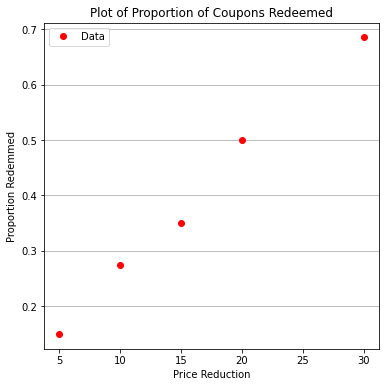 Plot of Proportion of Coupons Redeemed
Data
0.7
0.6
0.5
0.4
0.3
0.2
Proportion Redemmed
5 10 15 20 25 30
Price Reduction